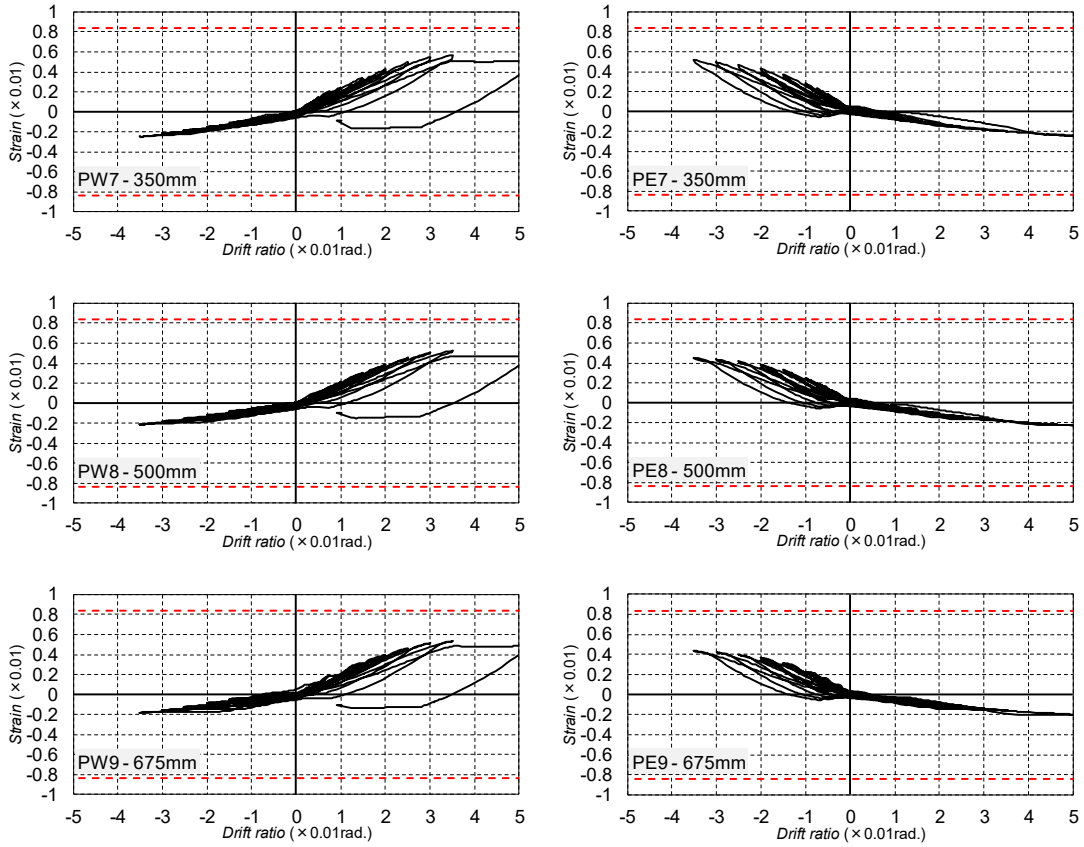 1
0.8
0.6
0.4
0.2
0
-0.2
-0.4
-0.6
-0.8
-1
Strain (×0.01)
PW7 - 350mm
-5 -4 -3 -2 -1 0 1 2 3 4 5
Drift ratio (×0.01rad.)
1
0.8
0.6
0.4
0.2
0
-0.2
-0.4
-0.6
-0.8
-1
Strain (×0.01)
PE7 - 350mm
-5 -4 -3 -2 -1 0 1 2 3 4 5
Drift ratio (×0.01rad.)
1
0.8
0.6
0.4
0.2
0
-0.2
-0.4
-0.6
-0.8
-1
Strain (×0.01)
PW8 - 500mm
-5 -4 -3 -2 -1 0 1 2 3 4 5
Drift ratio (×0.01rad.)
1
0.8
0.6
0.4
0.2
0
-0.2
-0.4
-0.6
-0.8
-1
Strain (×0.01)
PE8 - 500mm
-5 -4 -3 -2 -1 0 1 2 3 4 5
Drift ratio (×0.01rad.)
1
0.8
0.6
0.4
0.2
0
-0.2
-0.4
-0.6
-0.8
-1
Strain (×0.01)
PW9 - 675mm
-5 -4 -3 -2 -1 0 1 2 3 4 5
Drift ratio (×0.01rad.)
1
0.8
0.6
0.4
0.2
0
-0.2
-0.4
-0.6
-0.8
-1
Strain (×0.01)
PE9 - 675mm
-5 -4 -3 -2 -1 0 1 2 3 4 5
Drift ratio (×0.01rad.)